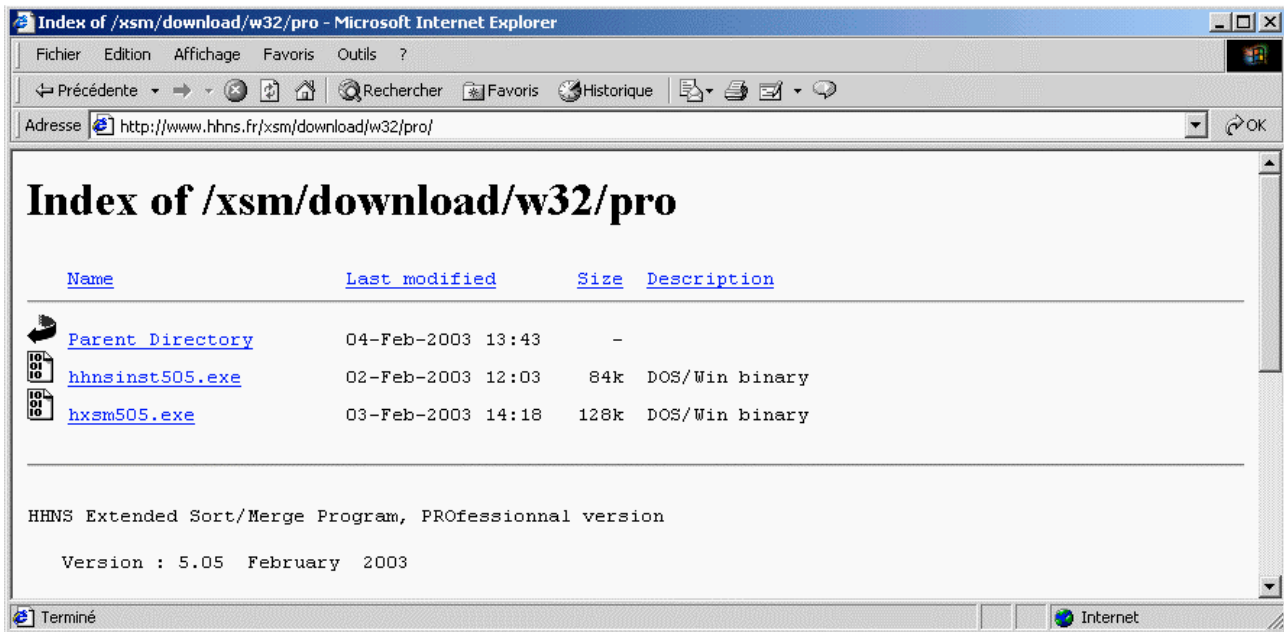 Index of /xsm/download/w32/pro - Microsoft Internet Explorer
Fichier Edition Affichage Favoris Outils ?
Précédente Rechercher Favoris Historique
Adresse http://www.hhns.fr/xsm/download/w32/pro/ OK
Index of /xsm/download/w32/pro
Name Last modified Size Description
Parent Directory 04-Feb-2003 13:43 -
hhnsinst505.exe 02-Feb-2003 12:03 84k DOS/Win binary
hxsm505.exe 03-Feb-2003 14:18 128k DOS/Win binary
HHNS Extended Sort/Merge Program, PROfessionnal version
Version : 5.05 February 2003
Terminé Internet